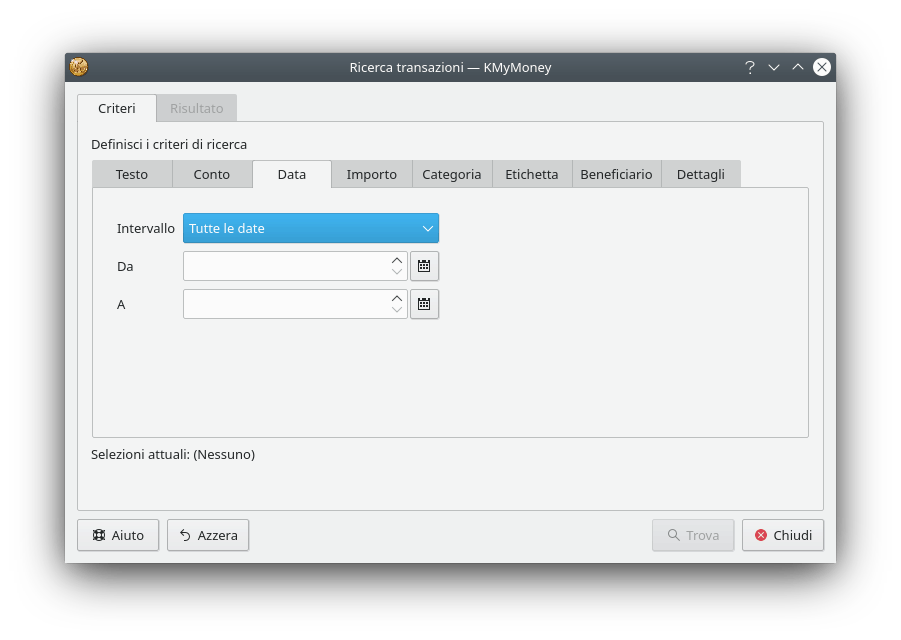 Ricerca transazioni — KMyMoney
Criteri Risultato
Definisci i criteri di ricerca
Testo Conto Data Importo Categoria Etichetta Beneficiario Dettagli
Intervallo Tutte le date
Da
A
Selezioni attuali: (Nessuno)
Aiuto Azzera Trova Chiudi